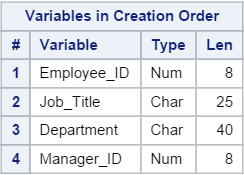 Variables in Creation Order
# Variable Type Len
1 Employee_ID Num 8
2 Job_Title Char 25
3 Department Char 40
4 Manager_ID Num 8